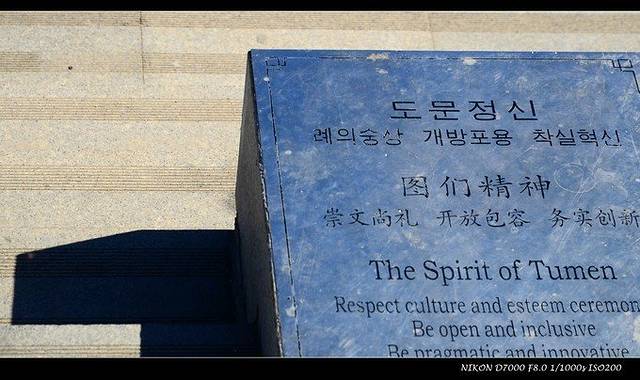 도문정신
례의숭상 개방포용 착실혁신
图们精神
崇文尚礼 开放包容 务实创新
The Spirit of Tumen
Respect culture and esteem ceremon
Be open and inclusive
Be pragmatic and innovative
NIKON D7000 F8.0 1/1000s ISO200